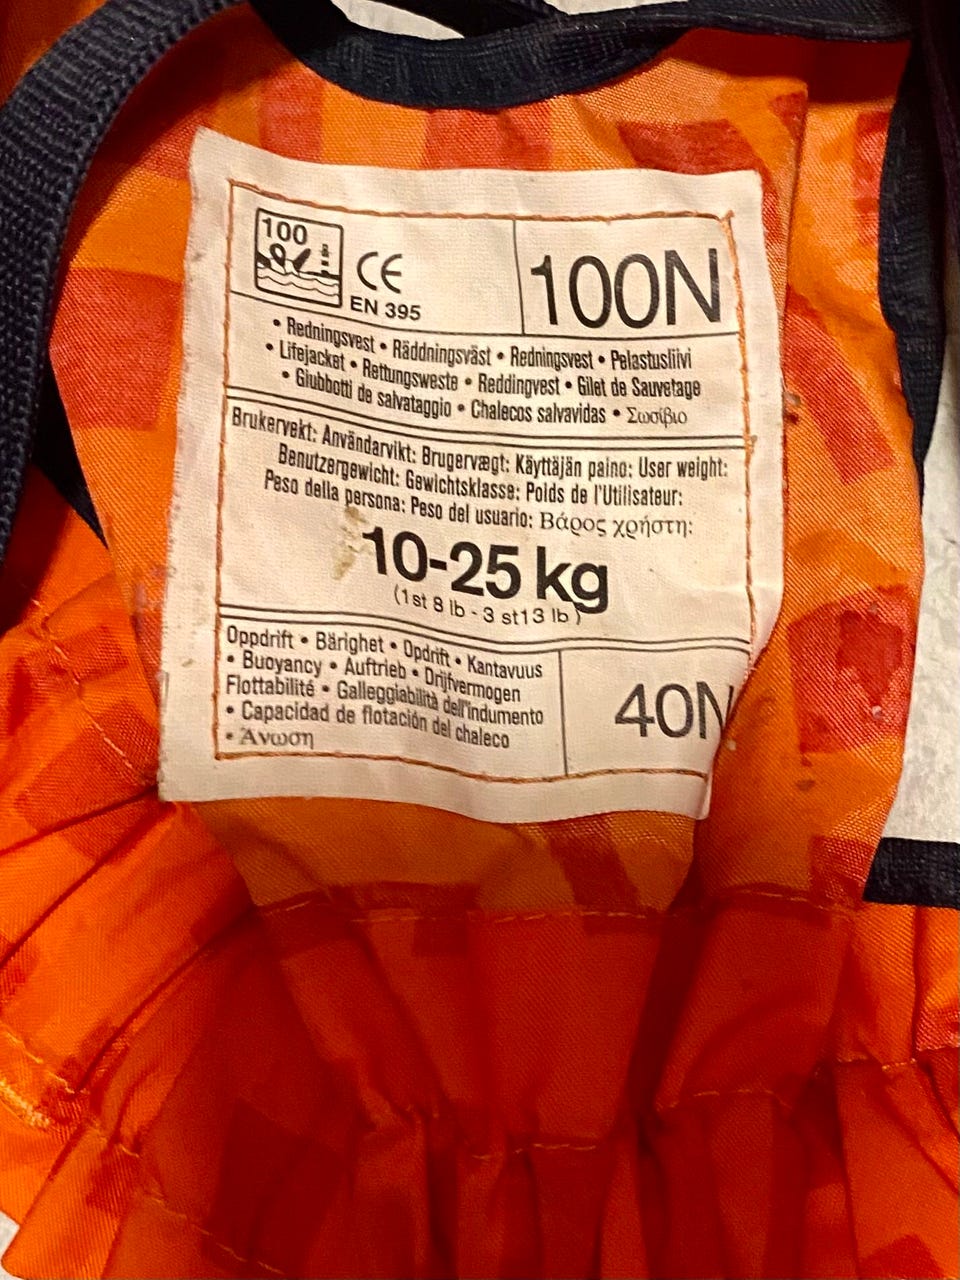 100
CE
EN 395
100N
• Redningsvest • Räddningsväst • Redningsvest • Pelastusliivi
• Lifejacket • Rettungsweste • Reddingvest • Gilet de Sauvetage
• Giubbotti de salvataggio • Chalecos salvavidas • Σωσίβιο
Brukervekt: Användarvikt: Brugervægt: Käyttäjän paino: User weight:
Benutzergewicht: Gewichtsklasse: Polds de l'Utilisateur:
Peso della persona: Peso del usuario: Βάρος χρήστη:
10-25 kg
(1st 8 lb - 3 st13 lb)
Oppdrift • Bärighet • Opdrift • Kantavuus
• Buoyancy • Auftrieb • Drijfvermogen
Flottabilité • Galleggiabilità dell'indumento
• Capacidad de flotación del chaleco
• Άνωση
40N